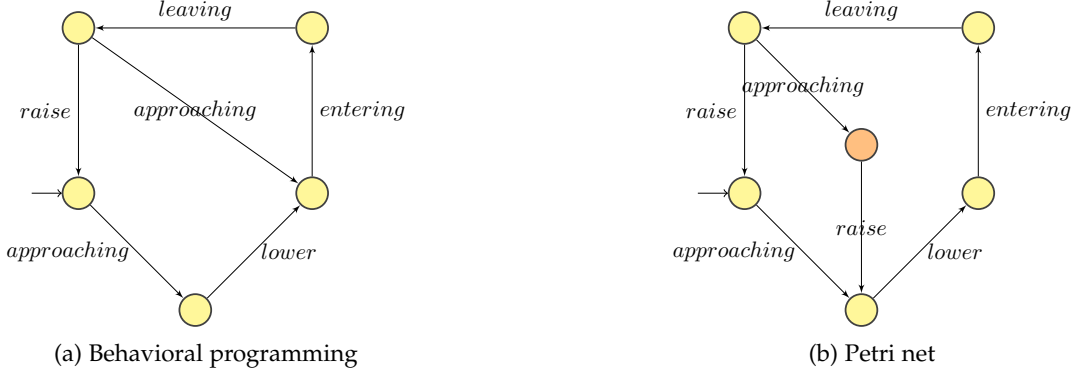 leaving
raise
approaching
entering
approaching
lower
(a) Behavioral programming
leaving
approaching
raise
entering
raise
approaching
lower
(b) Petri net